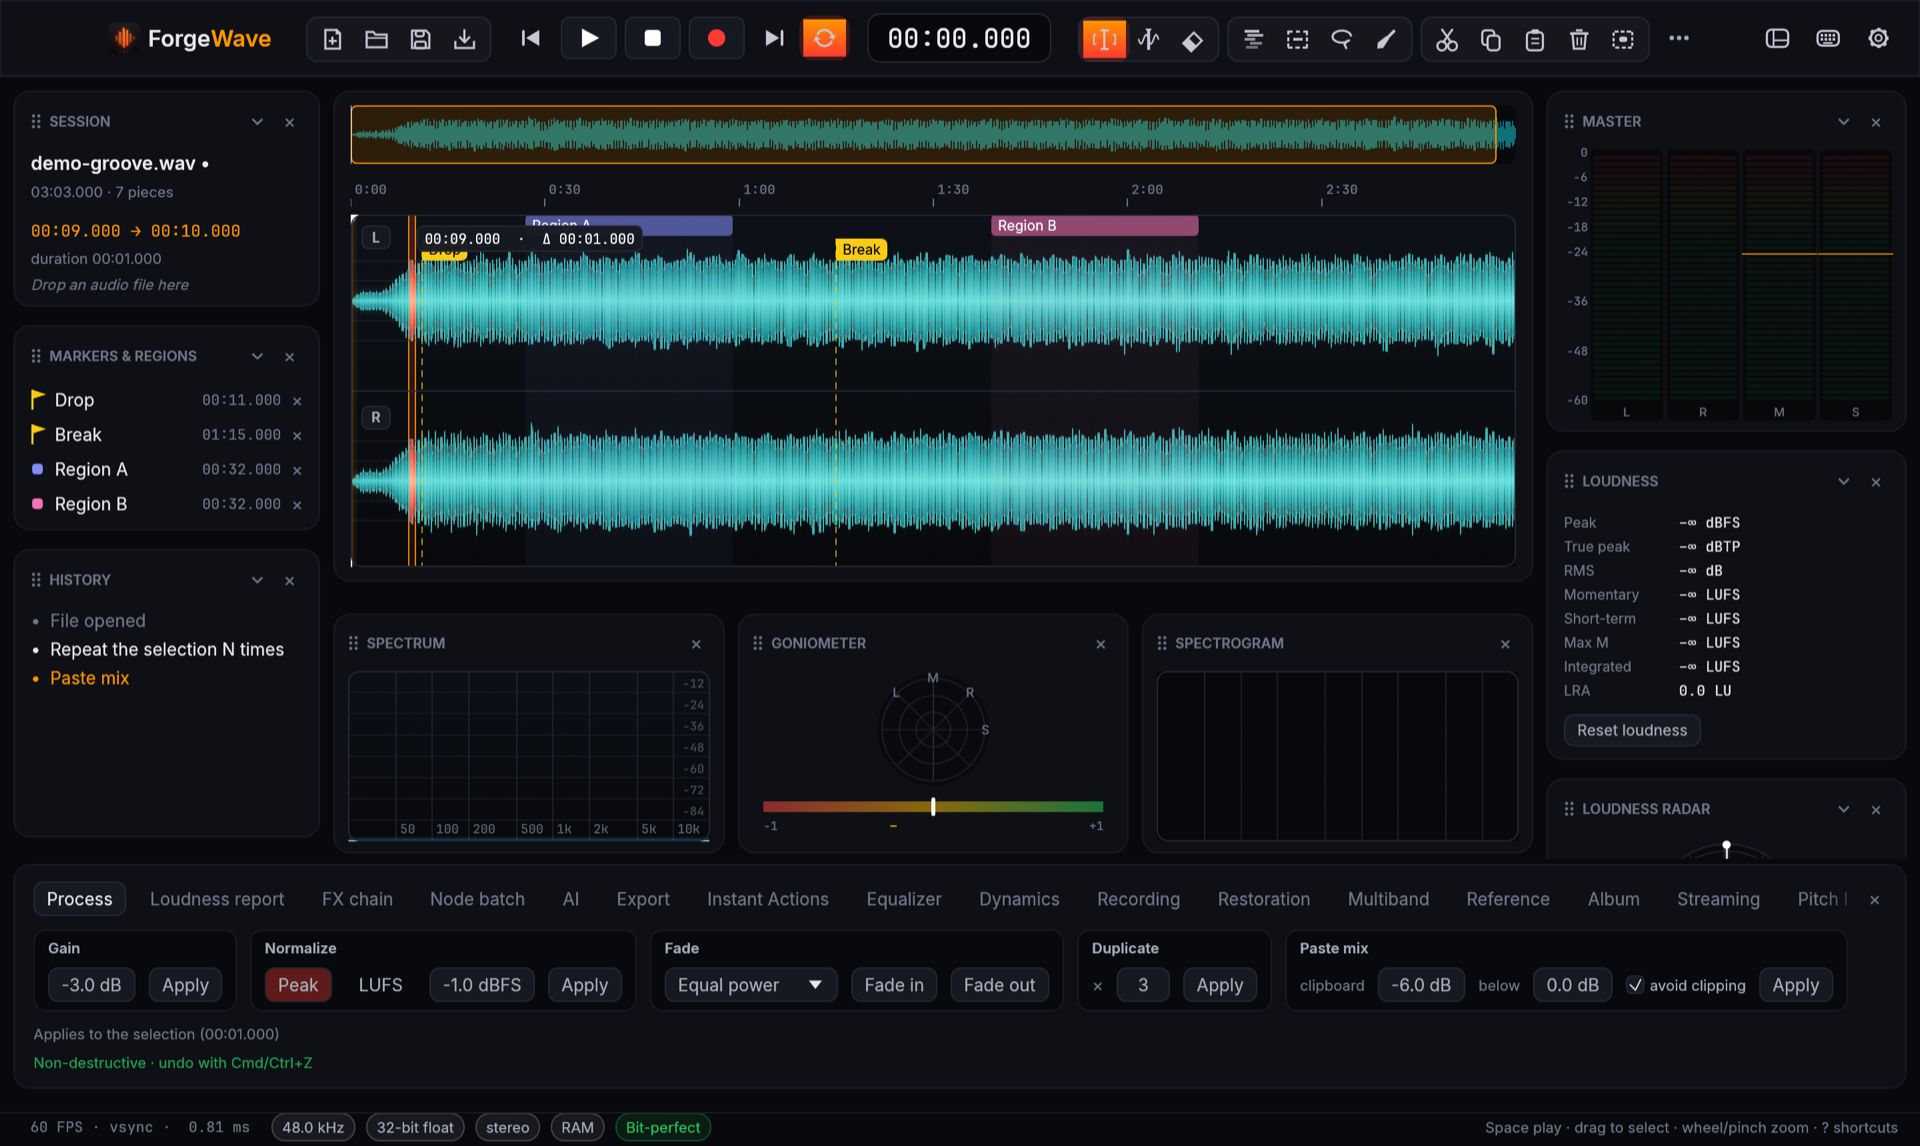 ForgeWave
00:00.000
SESSION
demo-groove.wav •
03:03.000 · 7 pieces
00:09.000 → 00:10.000
duration 00:01.000
Drop an audio file here
MARKERS & REGIONS
Drop 00:11.000 ×
Break 01:15.000 ×
Region A 00:32.000 ×
Region B 00:32.000 ×
HISTORY
• File opened
• Repeat the selection N times
• Paste mix
0:00 0:30 1:00 1:30 2:00 2:30
Region A
Region B
L
00:09.000 · Δ 00:01.000
Drop
Break
R
SPECTRUM
-12
-24
-36
-48
-60
-72
-84
50 100 200 500 1k 2k 5k 10k
GONIOMETER
M
L R
S
-1 – +1
SPECTROGRAM
MASTER
0
-6
-12
-18
-24
-36
-48
-60
L R M S
LOUDNESS
Peak -∞ dBFS
True peak -∞ dBTP
RMS -∞ dB
Momentary -∞ LUFS
Short-term -∞ LUFS
Max M -∞ LUFS
Integrated -∞ LUFS
LRA 0.0 LU
Reset loudness
LOUDNESS RADAR
Process Loudness report FX chain Node batch AI Export Instant Actions Equalizer Dynamics Recording Restoration Multiband Reference Album Streaming Pitch
Gain
-3.0 dB Apply
Normalize
Peak LUFS -1.0 dBFS Apply
Fade
Equal power Fade in Fade out
Duplicate
× 3 Apply
Paste mix
clipboard -6.0 dB below 0.0 dB avoid clipping Apply
Applies to the selection (00:01.000)
Non-destructive · undo with Cmd/Ctrl+Z
60 FPS · vsync · 0.81 ms 48.0 kHz 32-bit float stereo RAM Bit-perfect
Space play · drag to select · wheel/pinch zoom · ? shortcuts